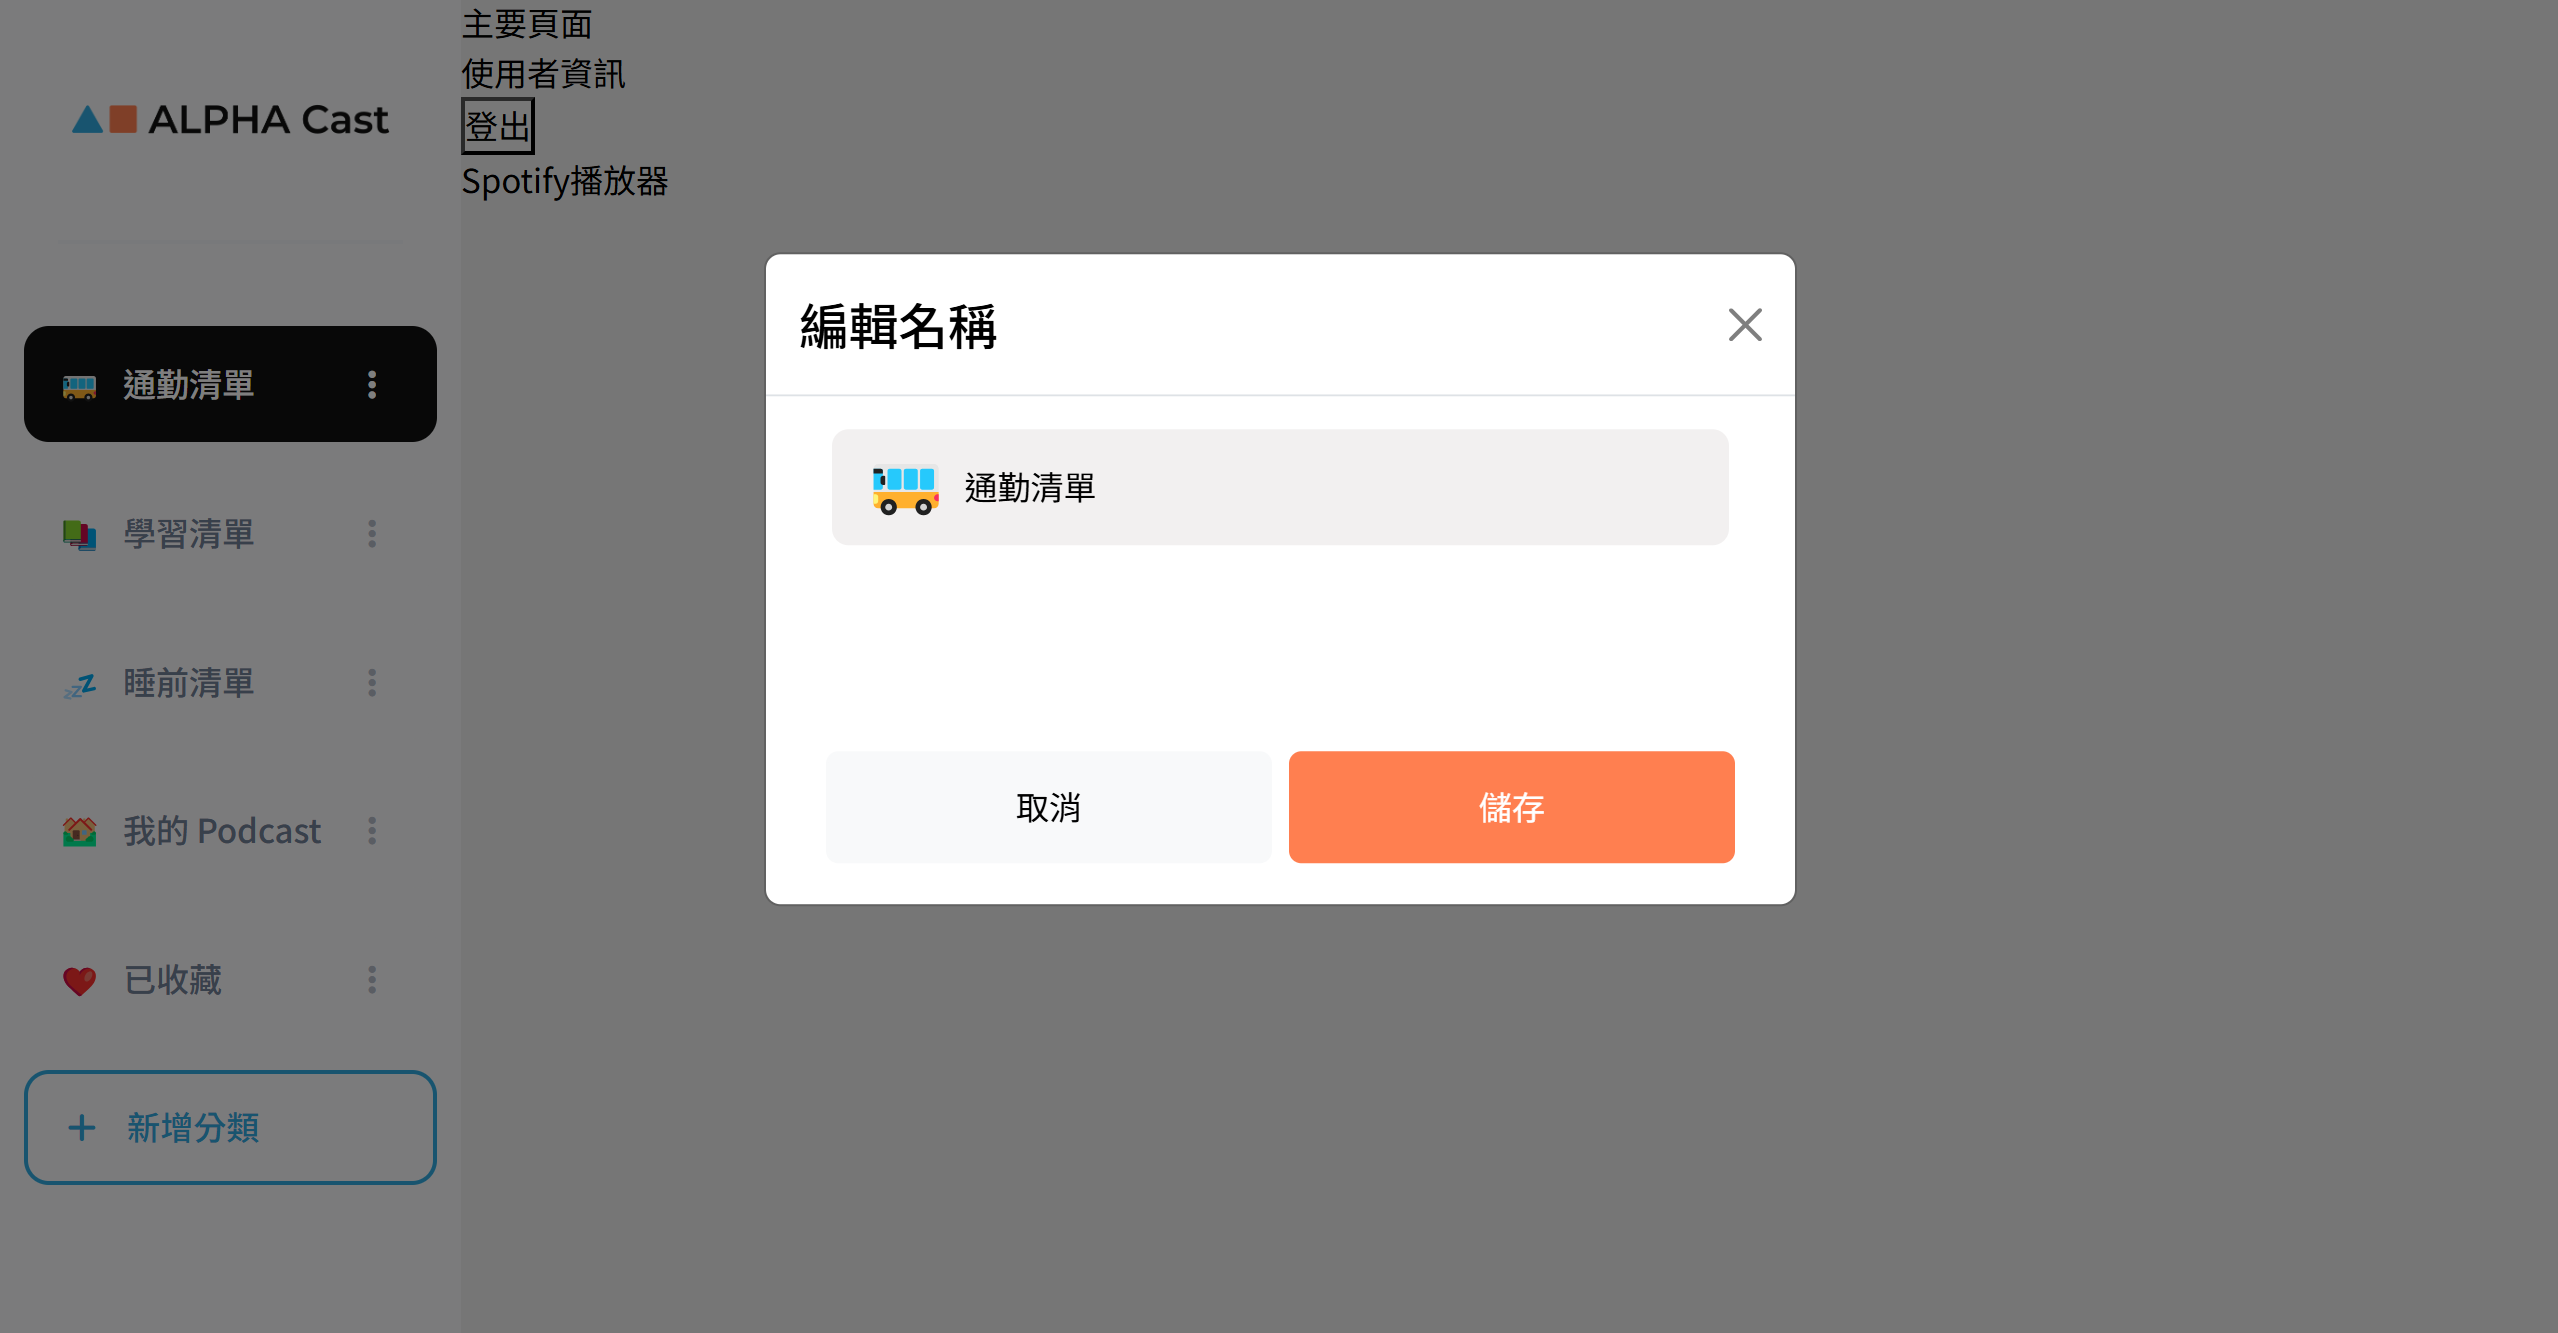 ALPHA Cast
通勤清單
學習清單
睡前清單
我的 Podcast
已收藏
新增分類
主要頁面
使用者資訊
登出
Spotify播放器
編輯名稱
通勤清單
取消
儲存